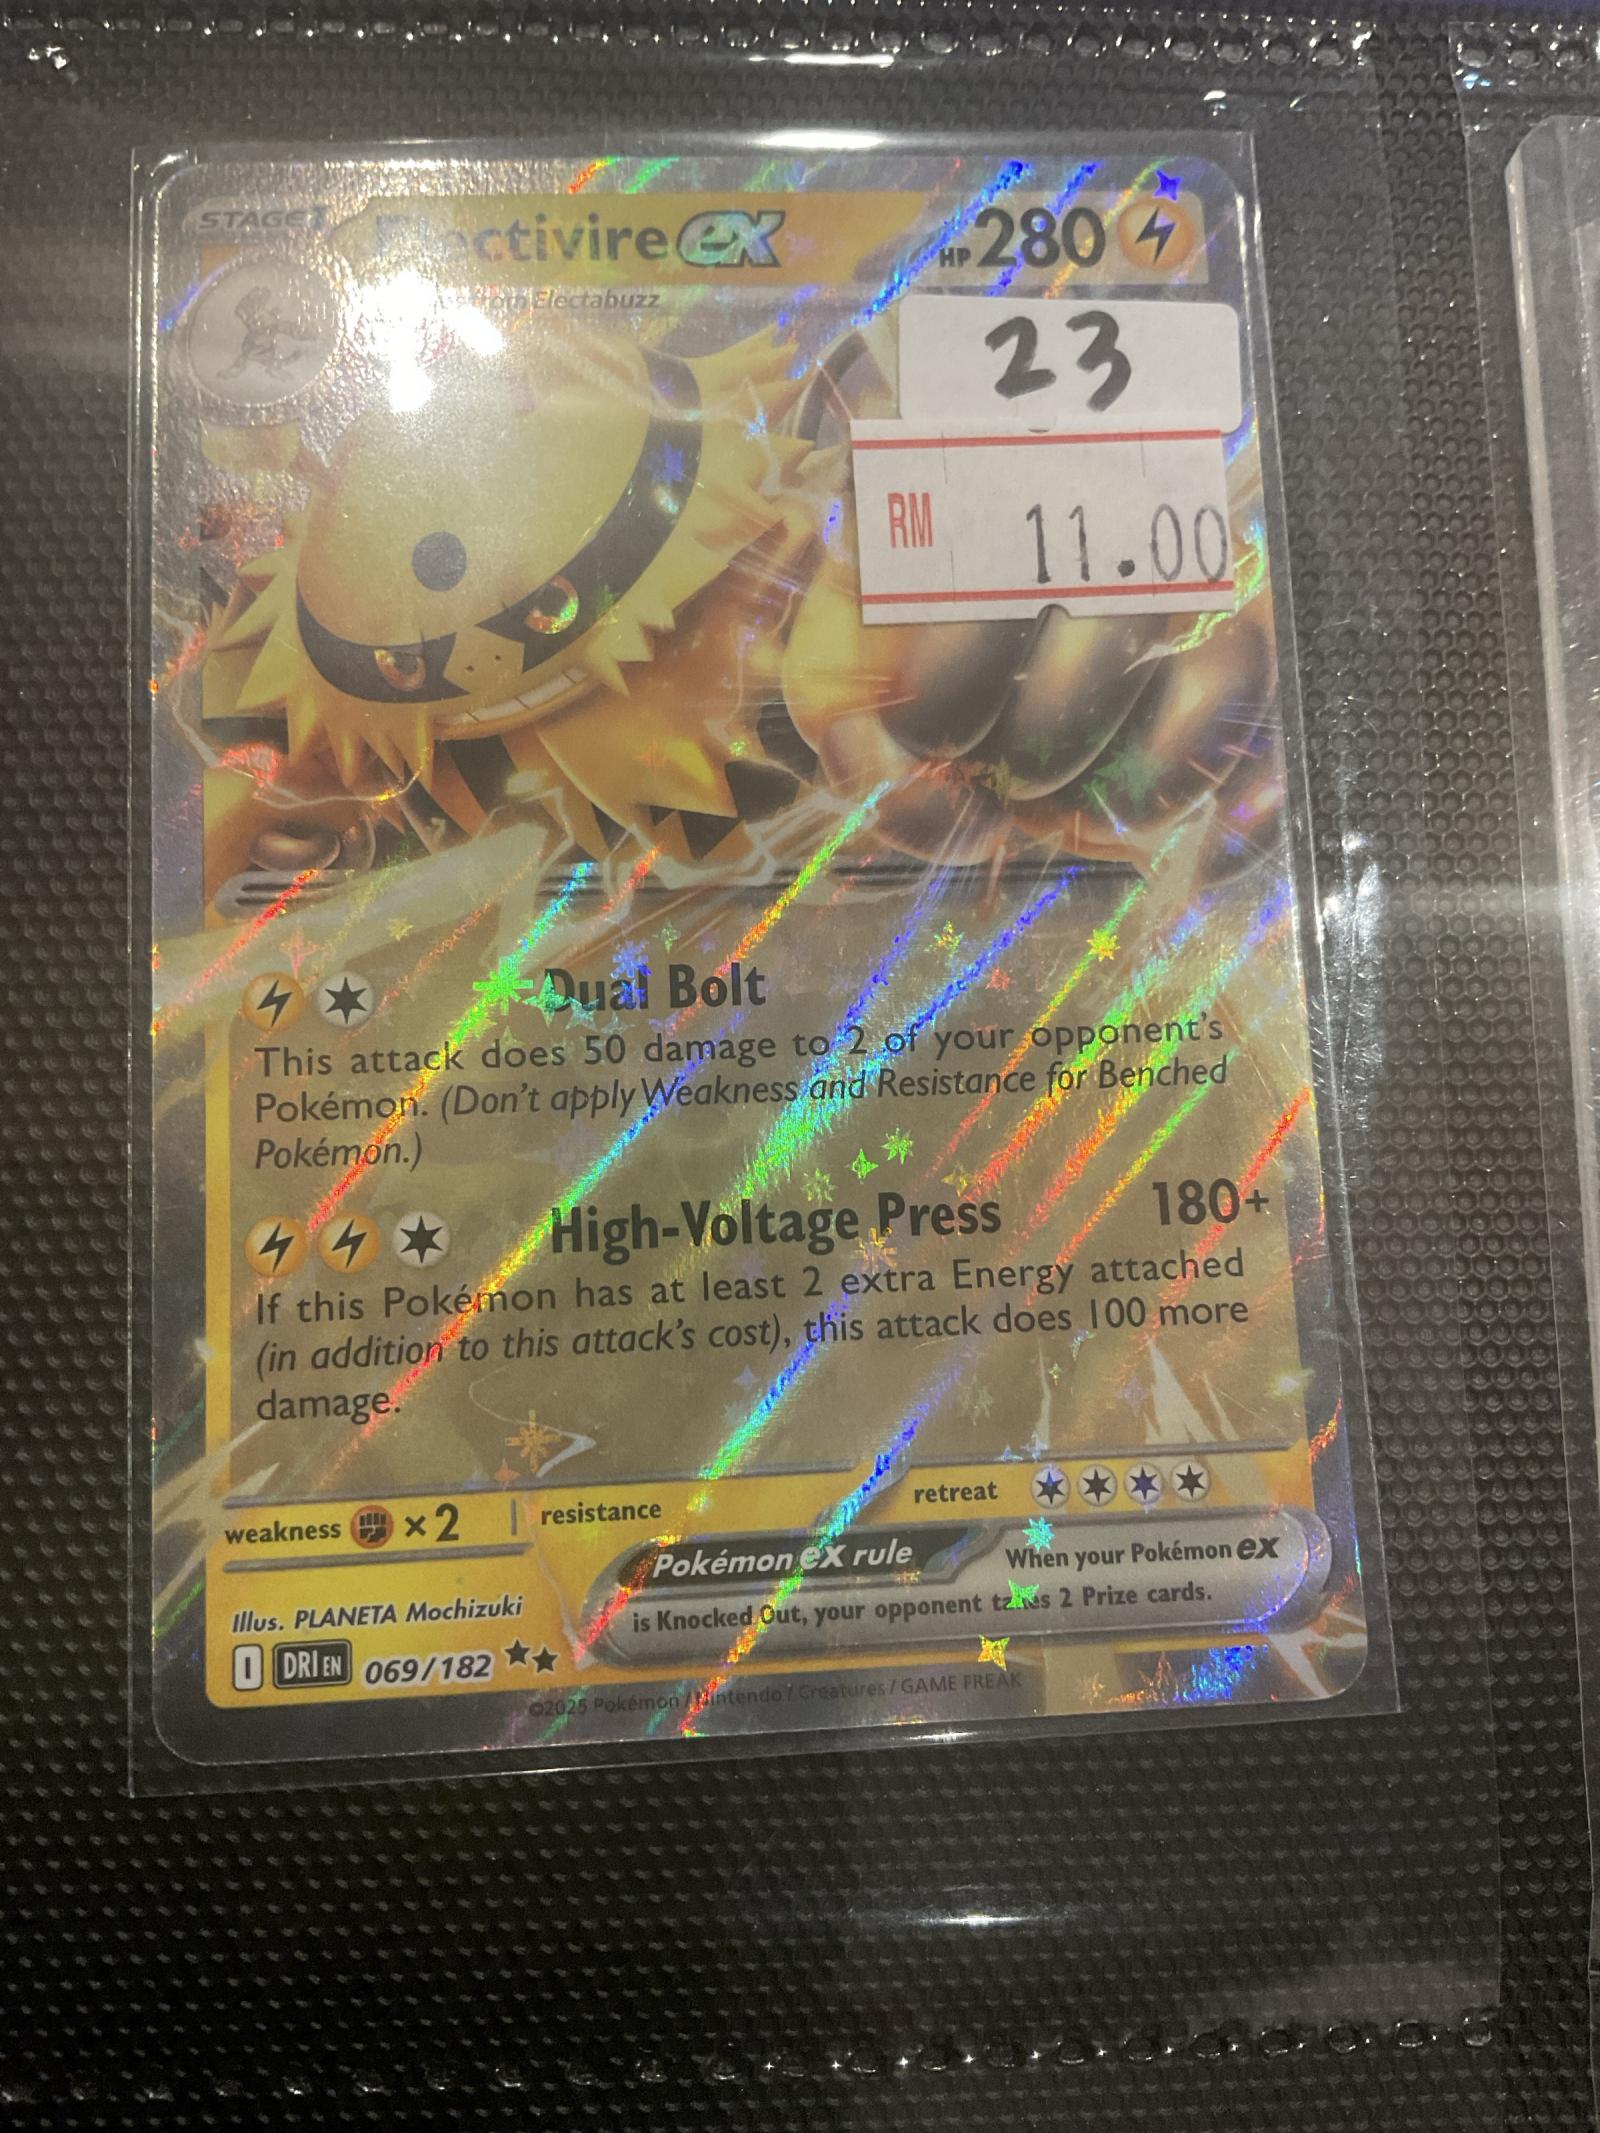 STAGE 1
Electivire ex
HP 280
from Electabuzz
23
RM 11.00
Dual Bolt
This attack does 50 damage to 2 of your opponent's
Pokémon. (Don't apply Weakness and Resistance for Benched
Pokémon.)
High-Voltage Press 180+
If this Pokémon has at least 2 extra Energy attached
(in addition to this attack's cost), this attack does 100 more
damage.
weakness ×2 resistance retreat
Pokémon ex rule When your Pokémon ex
is Knocked Out, your opponent takes 2 Prize cards.
Illus. PLANETA Mochizuki
I DRI EN 069/182
©2025 Pokémon / Nintendo / Creatures / GAME FREAK